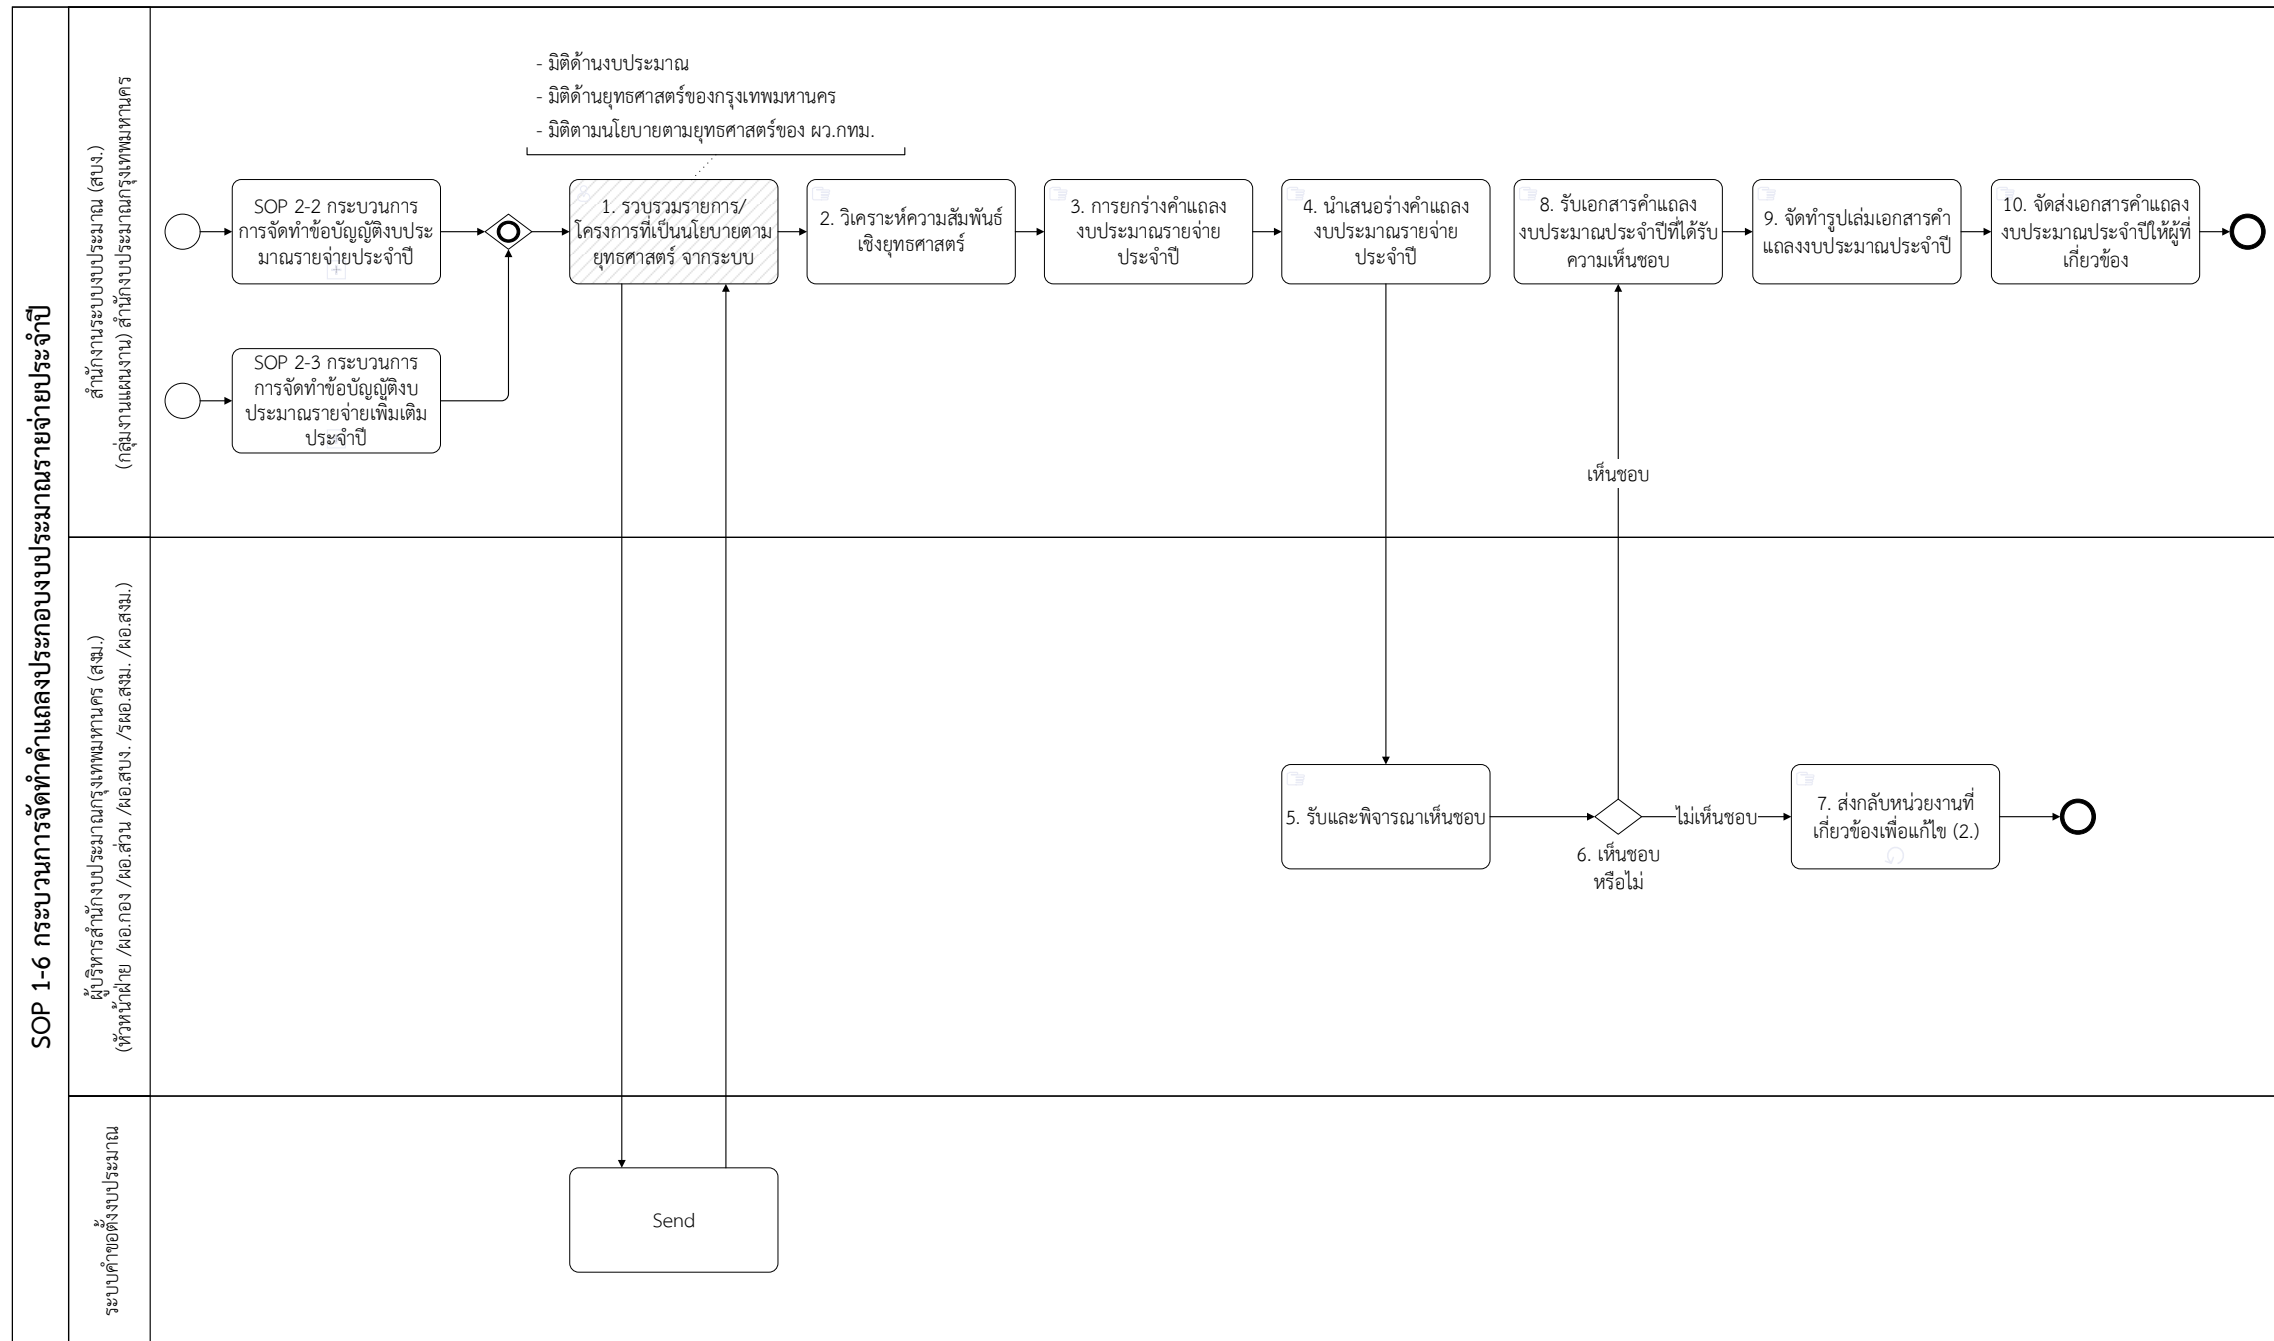 SOP 1-6 กระบวนการจัดทำคำแถลงประกอบงบประมาณรายจ่ายประจำปี
สำนักงานระบบงบประมาณ (สบง.)
(กลุ่มงานแผนงาน) สำนักงบประมาณกรุงเทพมหานคร
- มิติด้านงบประมาณ
- มิติด้านยุทธศาสตร์ของกรุงเทพมหานคร
- มิติตามนโยบายตามยุทธศาสตร์ของ ผว.กทม.
SOP 2-2 กระบวนการ
การจัดทำข้อบัญญัติงบประ
มาณรายจ่ายประจำปี
SOP 2-3 กระบวนการ
การจัดทำข้อบัญญัติงบ
ประมาณรายจ่ายเพิ่มเติม
ประจำปี
1. รวบรวมรายการ/
โครงการที่เป็นนโยบายตาม
ยุทธศาสตร์ จากระบบ
2. วิเคราะห์ความสัมพันธ์
เชิงยุทธศาสตร์
3. การยกร่างคำแถลง
งบประมาณรายจ่าย
ประจำปี
4. นำเสนอร่างคำแถลง
งบประมาณรายจ่าย
ประจำปี
8. รับเอกสารคำแถลง
งบประมาณประจำปีที่ได้รับ
ความเห็นชอบ
9. จัดทำรูปเล่มเอกสารคำ
แถลงงบประมาณประจำปี
10. จัดส่งเอกสารคำแถลง
งบประมาณประจำปีให้ผู้ที่
เกี่ยวข้อง
เห็นชอบ
ผู้บริหารสำนักงบประมาณกรุงเทพมหานคร (สงม.)
(หัวหน้าฝ่าย /ผอ.กอง /ผอ.ส่วน /ผอ.สบง. /รผอ.สงม. /ผอ.สงม.)
5. รับและพิจารณาเห็นชอบ
6. เห็นชอบ
หรือไม่
ไม่เห็นชอบ
7. ส่งกลับหน่วยงานที่
เกี่ยวข้องเพื่อแก้ไข (2.)
ระบบคำขอตั้งงบประมาณ
Send